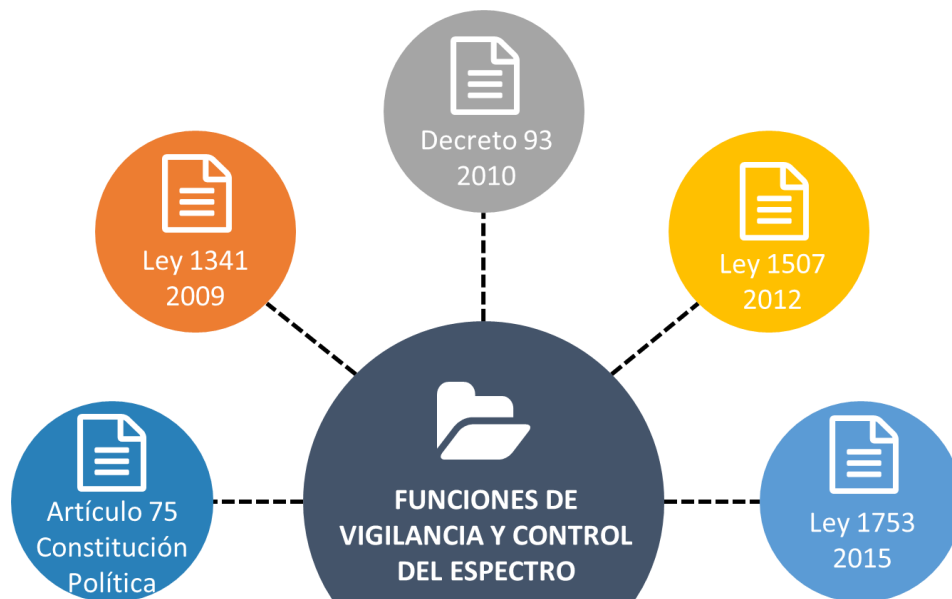 Decreto 93
2010
Ley 1341
2009
Ley 1507
2012
Artículo 75
Constitución
Política
FUNCIONES DE
VIGILANCIA Y CONTROL
DEL ESPECTRO
Ley 1753
2015